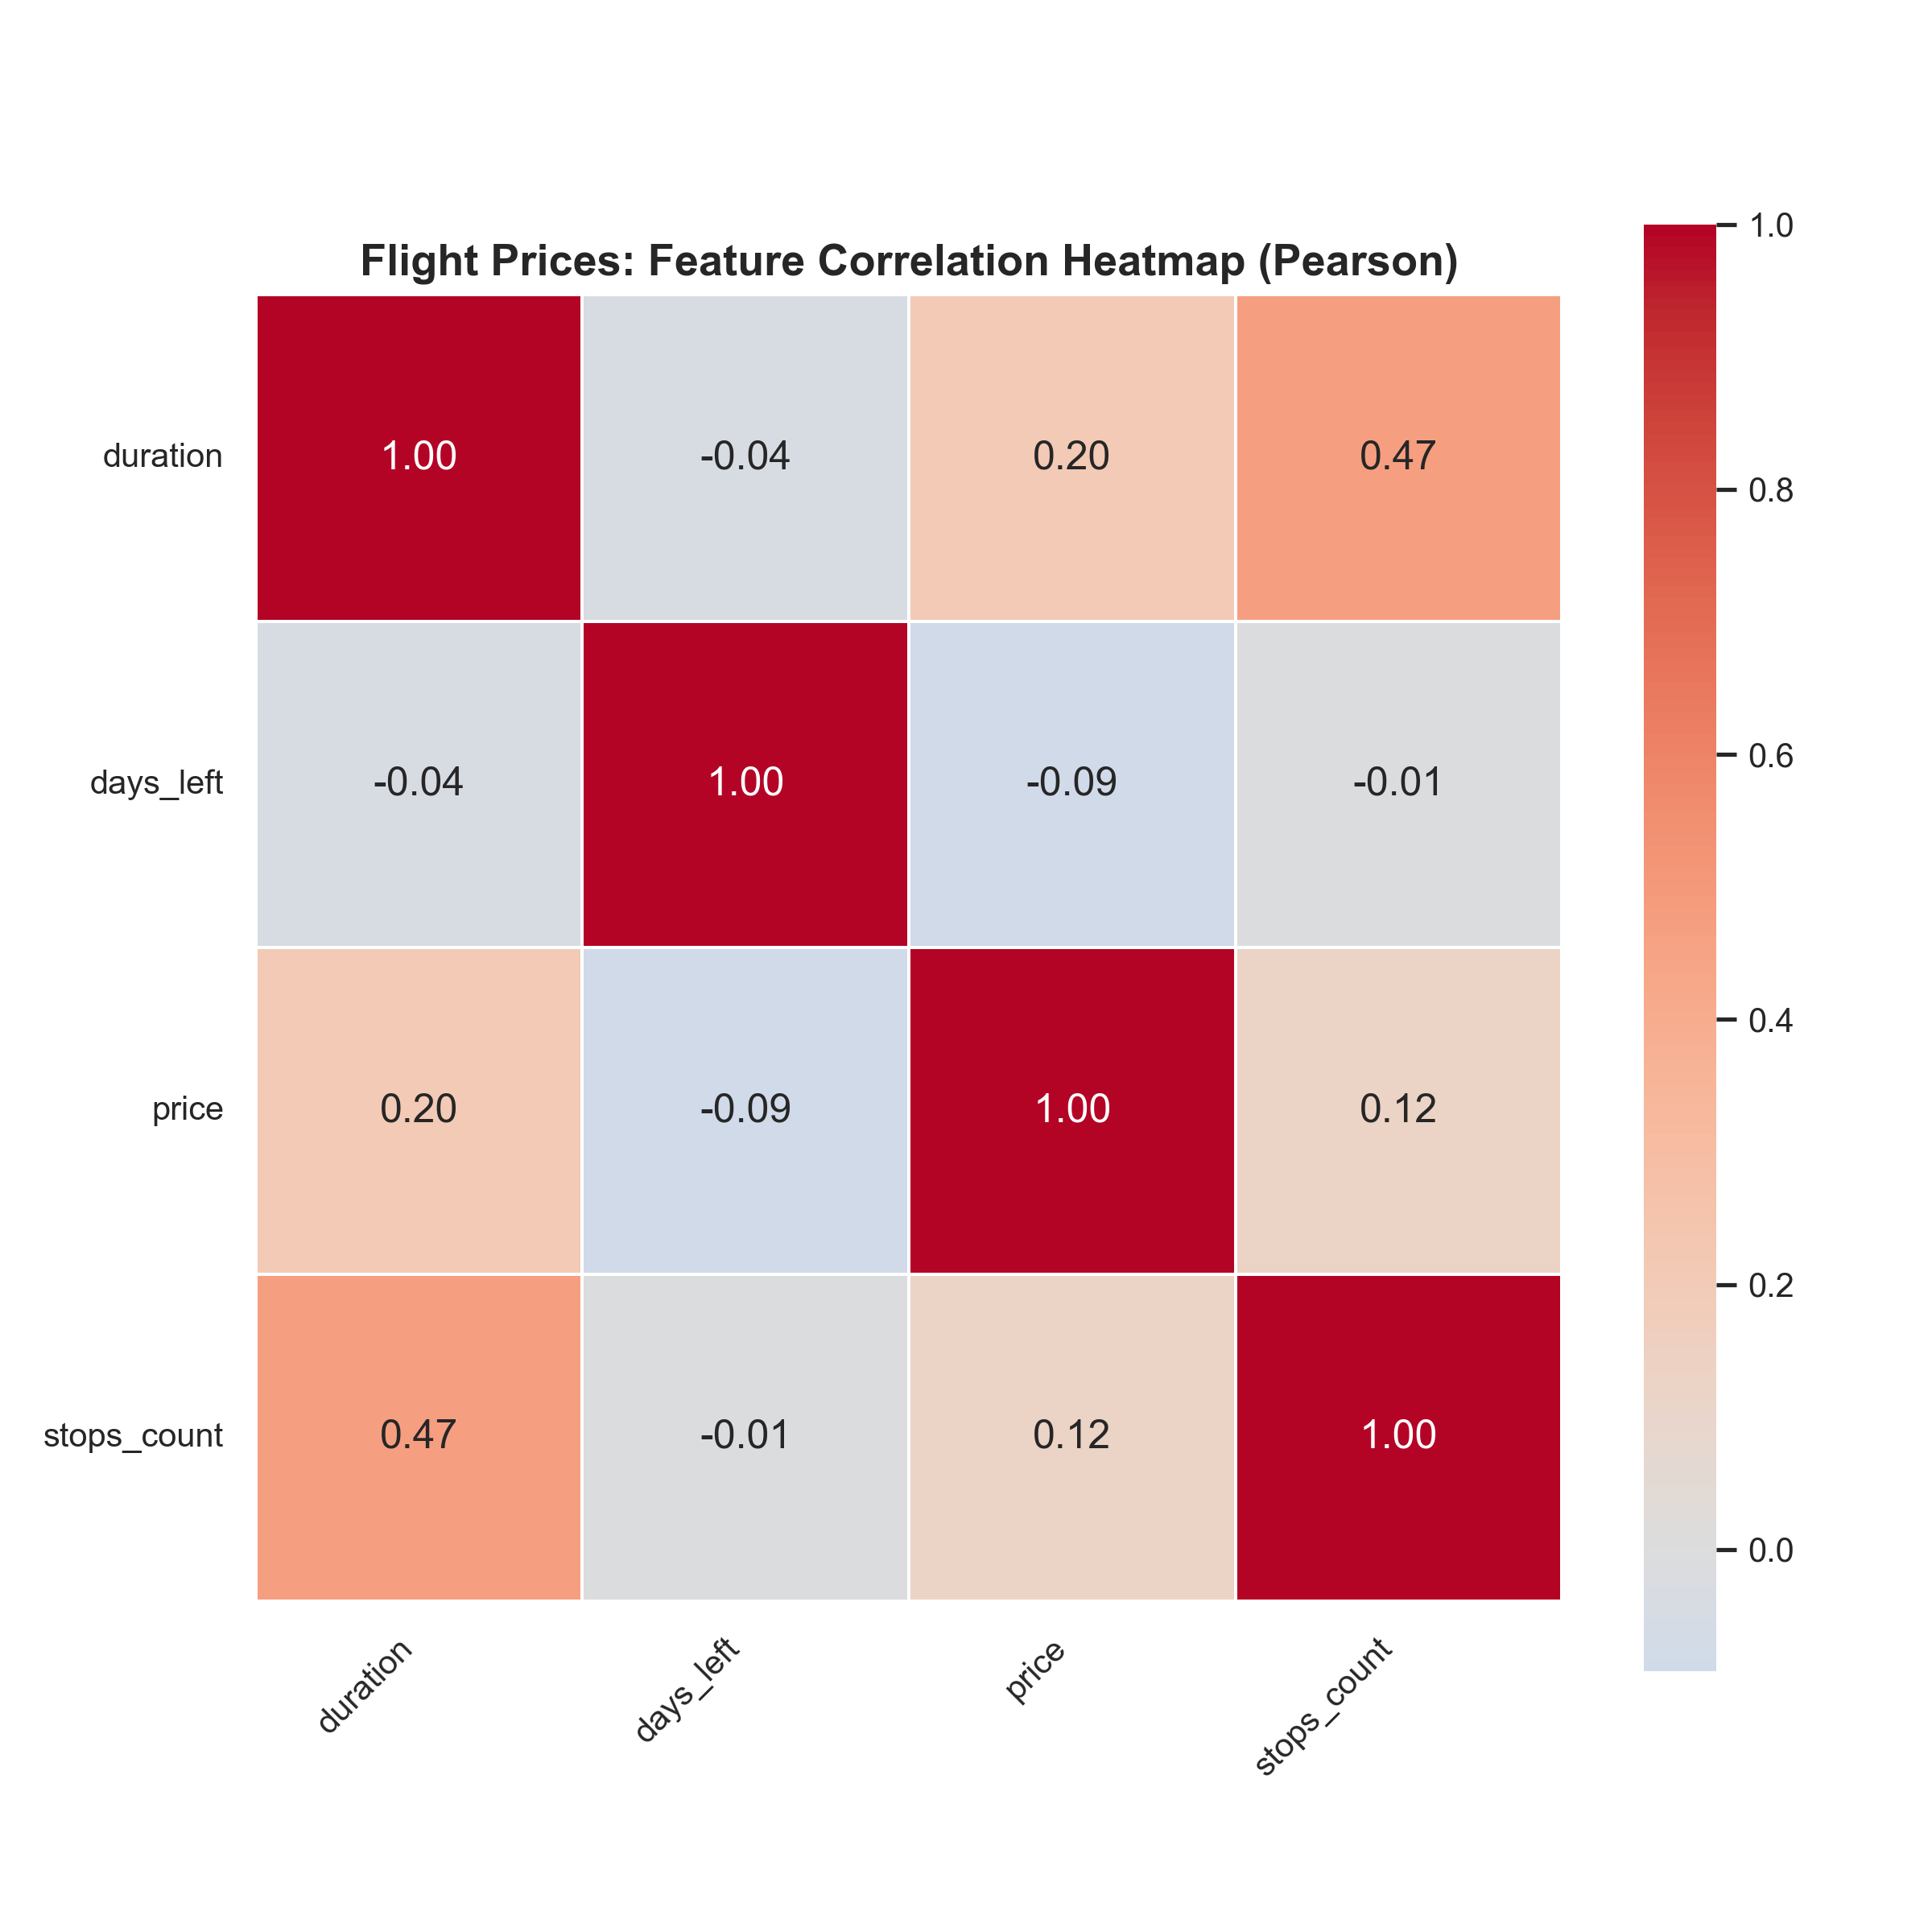 Flight Prices: Feature Correlation Heatmap (Pearson)
duration 1.00 -0.04 0.20 0.47
days_left -0.04 1.00 -0.09 -0.01
price 0.20 -0.09 1.00 0.12
stops_count 0.47 -0.01 0.12 1.00
duration days_left price stops_count
1.0
0.8
0.6
0.4
0.2
0.0